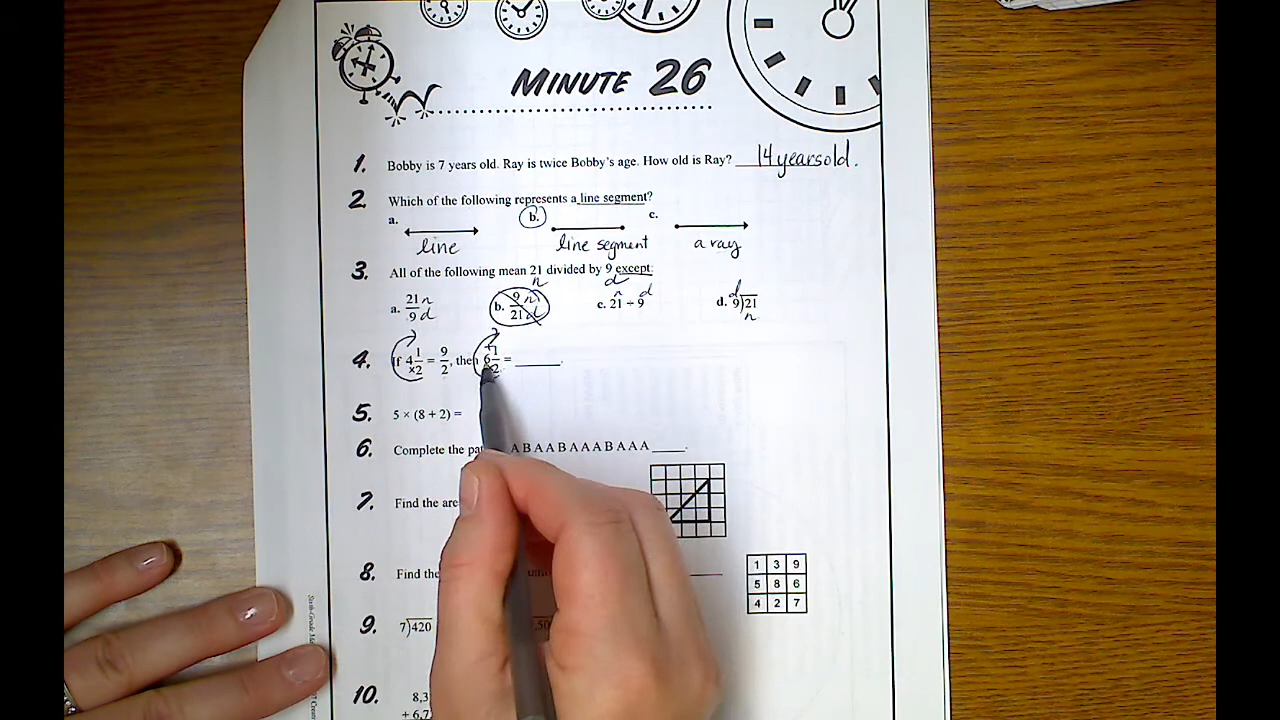 MINUTE 26
1. Bobby is 7 years old. Ray is twice Bobby's age. How old is Ray? 14 years old.
2. Which of the following represents a line segment?
a. b. c.
line line segment a ray
3. All of the following mean 21 divided by 9 except:
n d
a. 21/9 n d b. 9/21 n d c. 21 ÷ 9 n d d. 9)21 d n
4. If 4 1/2 = 9/2, then 6 1/2 = ____.
5. 5 × (8 + 2) =
6. Complete the A B A A B A A A B A A A ____.
7. Find the
8. Find the
1 3 9
5 8 6
4 2 7
9. 7)420
10. 8,3
+ 6,7